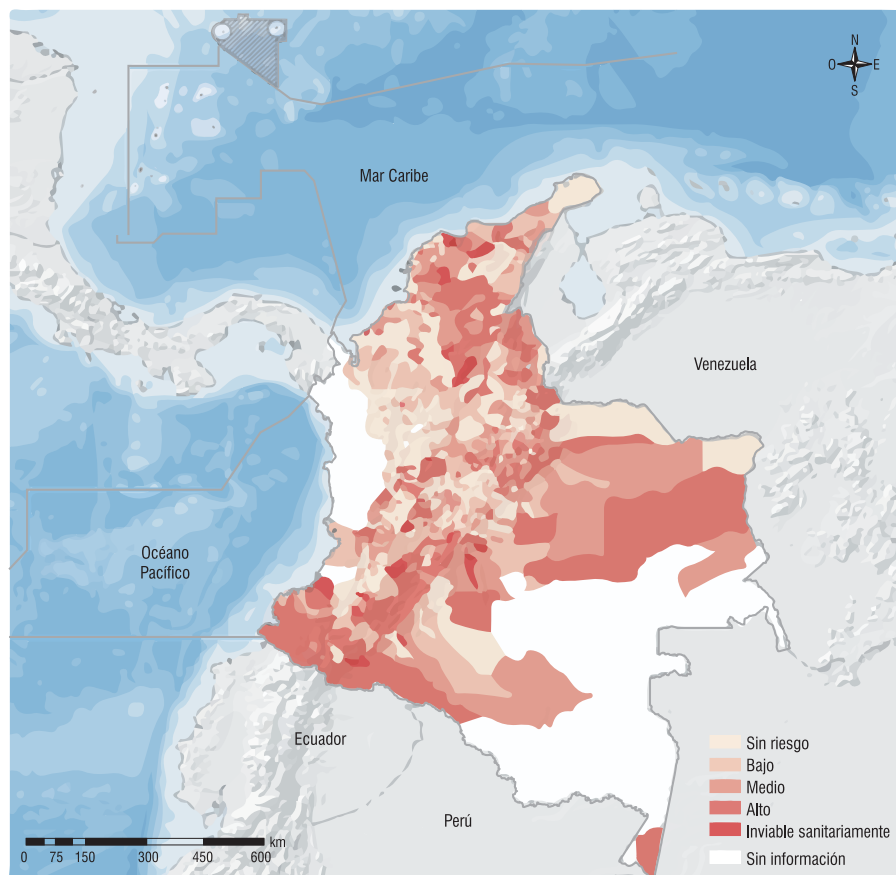 N
O E
S
Mar Caribe
Venezuela
Océano
Pacífico
Ecuador
Perú
Sin riesgo
Bajo
Medio
Alto
Inviable sanitariamente
Sin información
km
0 75 150 300 450 600